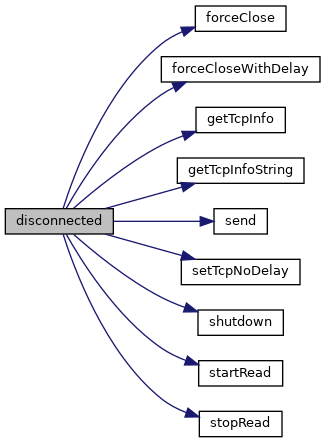 forceClose
forceCloseWithDelay
getTcpInfo
getTcpInfoString
disconnected
send
setTcpNoDelay
shutdown
startRead
stopRead